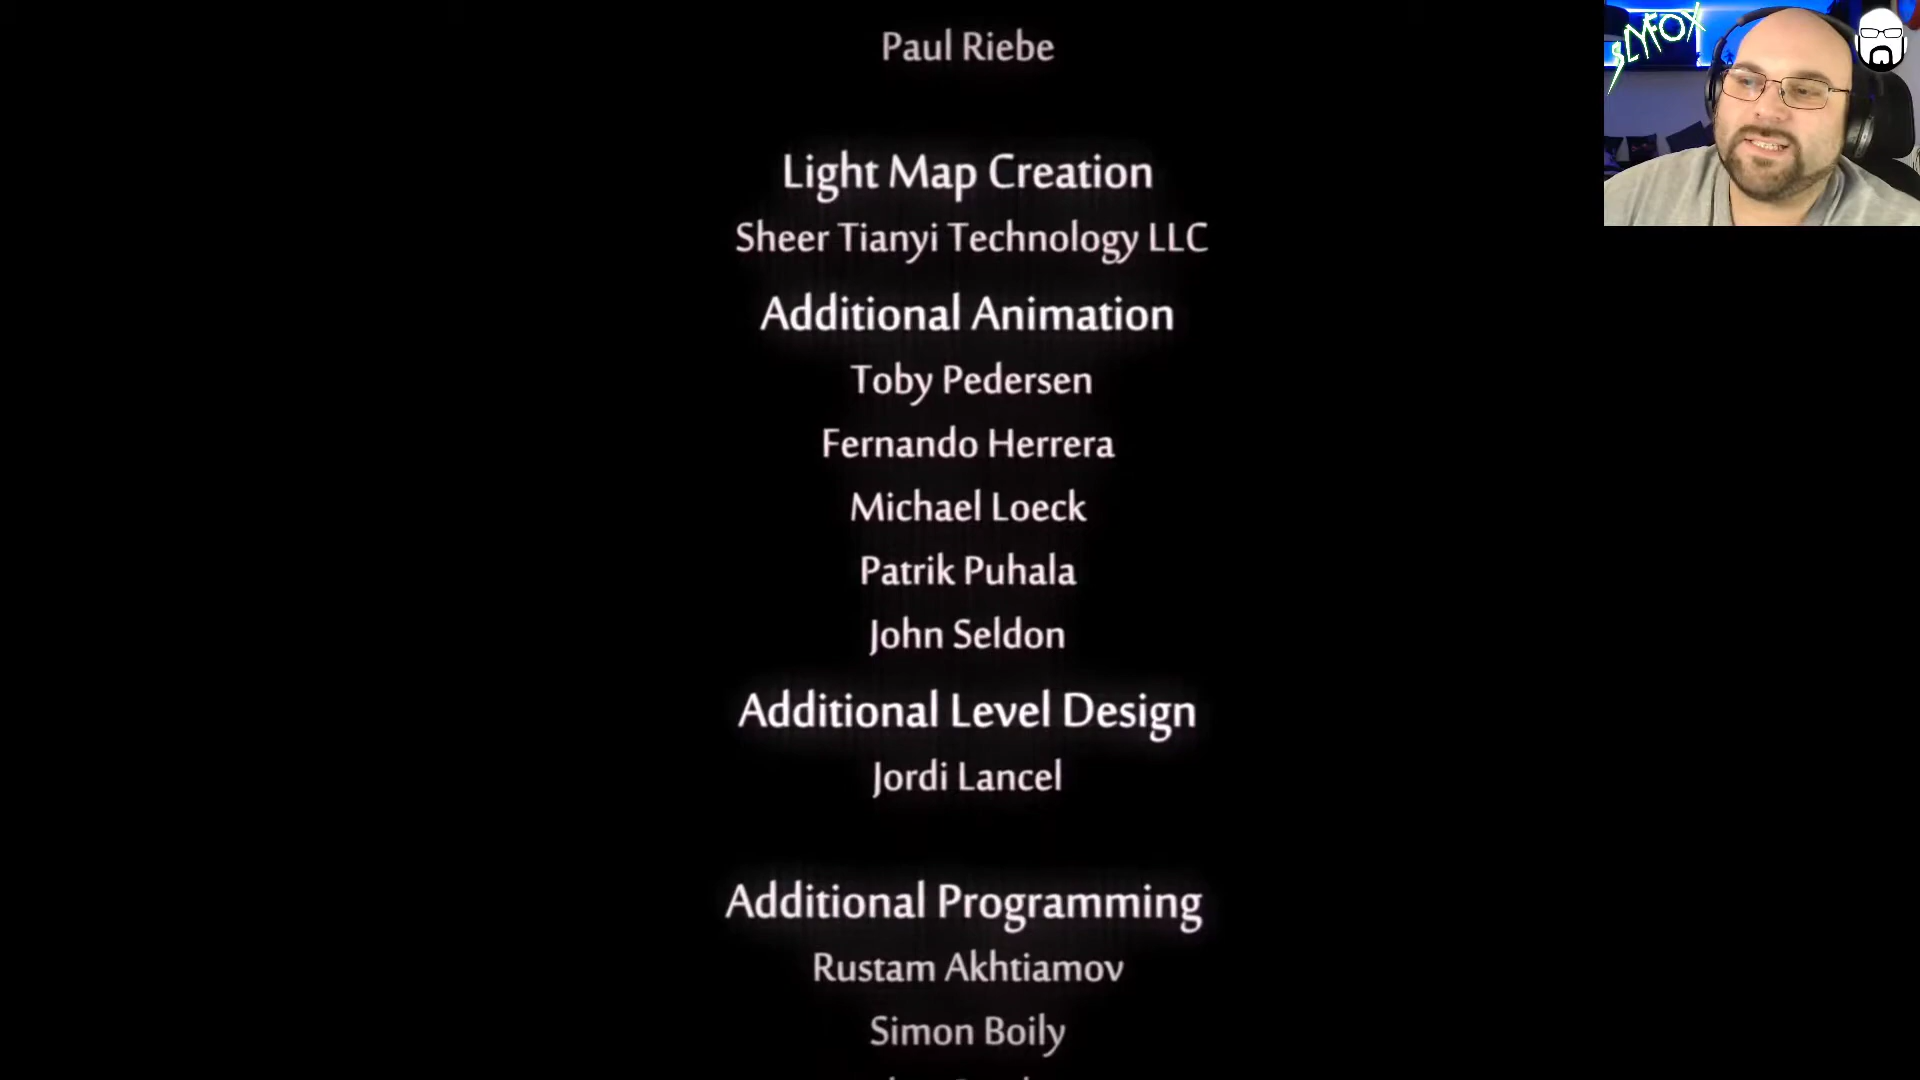 Paul Riebe
SLYFOX
Light Map Creation
Sheer Tianyi Technology LLC
Additional Animation
Toby Pedersen
Fernando Herrera
Michael Loeck
Patrik Puhala
John Seldon
Additional Level Design
Jordi Lancel
Additional Programming
Rustam Akhtiamov
Simon Boily